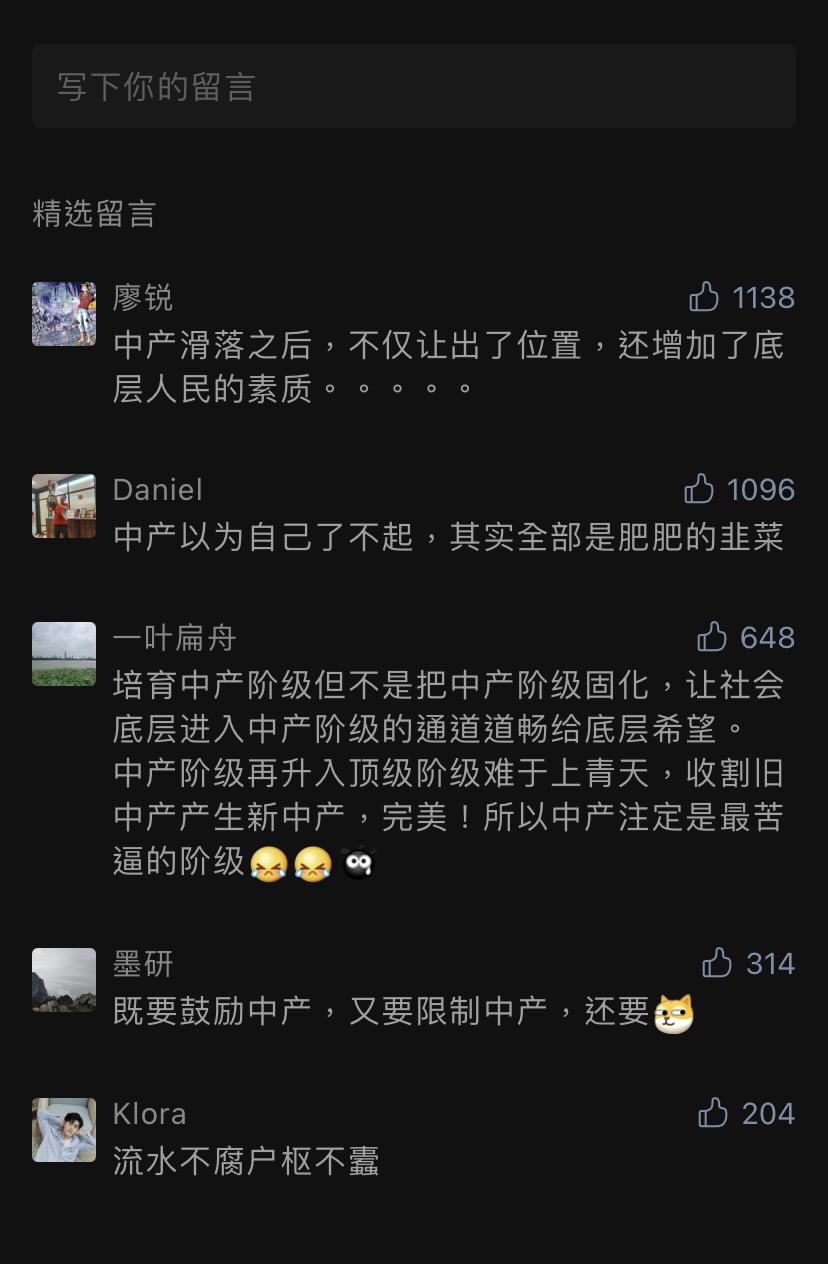 写下你的留言
精选留言
廖锐 1138
中产滑落之后，不仅让出了位置，还增加了底
层人民的素质。。。。。
Daniel 1096
中产以为自己了不起，其实全部是肥肥的韭菜
一叶扁舟 648
培育中产阶级但不是把中产阶级固化，让社会
底层进入中产阶级的通道道畅给底层希望。
中产阶级再升入顶级阶级难于上青天，收割旧
中产产生新中产，完美！所以中产注定是最苦
逼的阶级
墨研 314
既要鼓励中产，又要限制中产，还要
Klora 204
流水不腐户枢不蠹